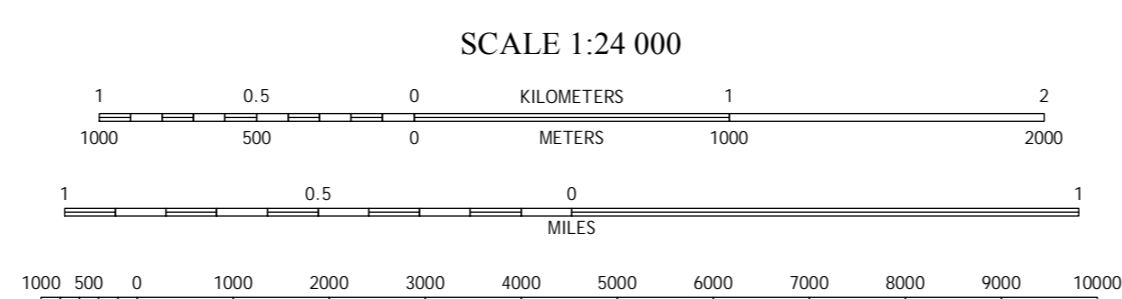 SCALE 1:24 000
1 0.5 0 KILOMETERS 1 2
1000 500 0 METERS 1000 2000
1 0.5 0 1
MILES
1000 500 0 1000 2000 3000 4000 5000 6000 7000 8000 9000 10000